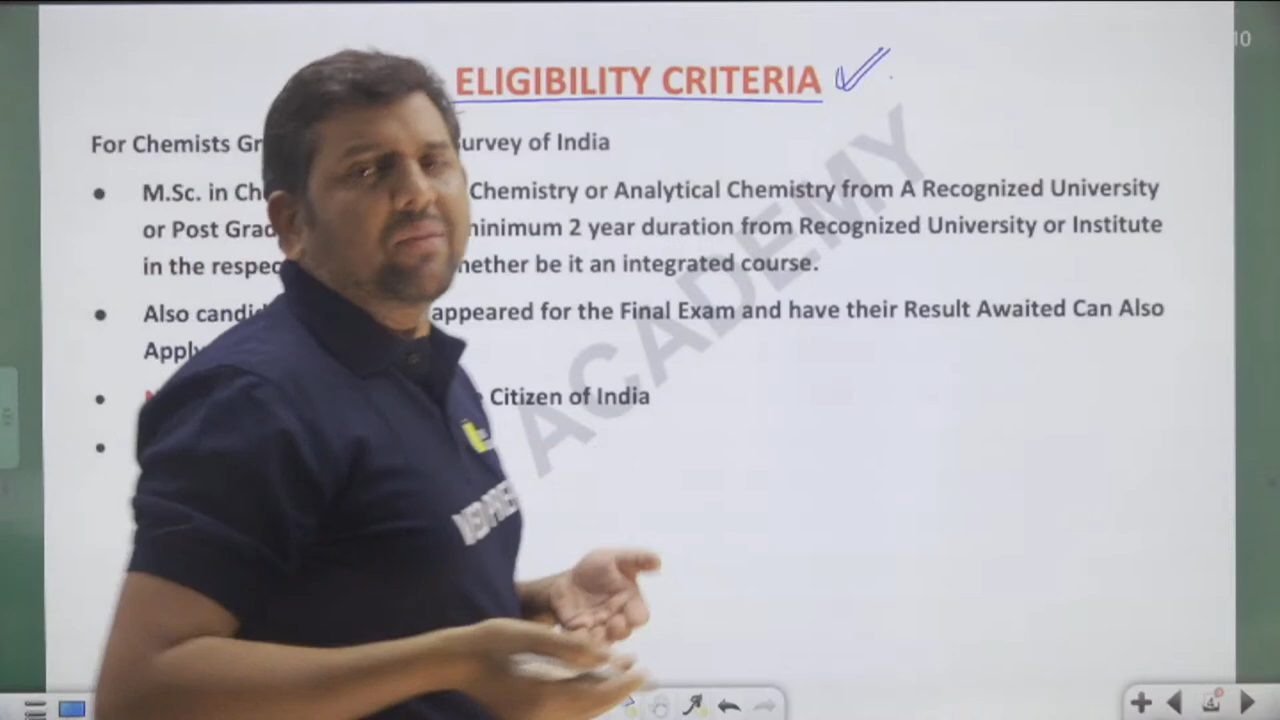 10
ELIGIBILITY CRITERIA
For Chemists Gr urvey of India
M.Sc. in Ch Chemistry or Analytical Chemistry from A Recognized University
or Post Grad inimum 2 year duration from Recognized University or Institute
in the respec hether be it an integrated course.
Also candi appeared for the Final Exam and have their Result Awaited Can Also
Apply
Citizen of India
ACADEMY